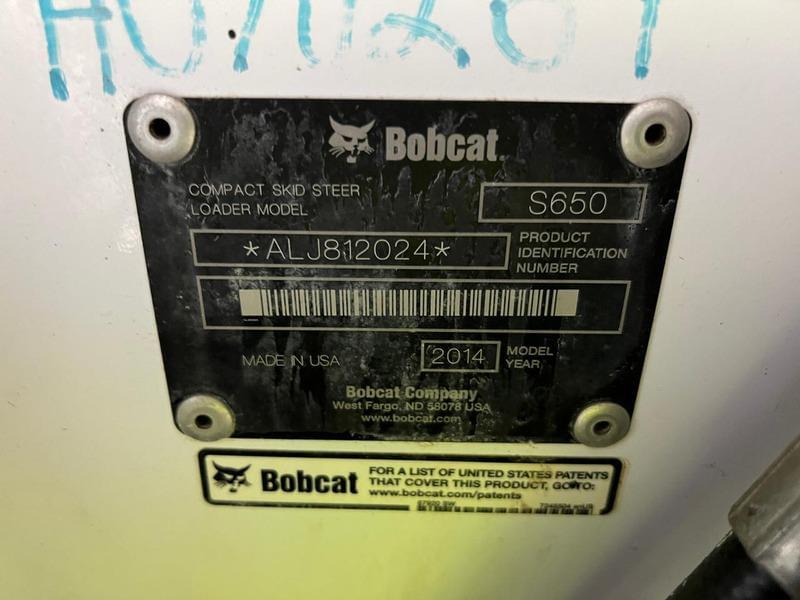 Bobcat
COMPACT SKID STEER
LOADER MODEL
S650
*ALJ812024*
PRODUCT
IDENTIFICATION
NUMBER
MADE IN USA
2014
MODEL
YEAR
Bobcat Company
West Fargo, ND 58078 USA
www.bobcat.com
Bobcat
FOR A LIST OF UNITED STATES PATENTS
THAT COVER THIS PRODUCT, GO TO:
www.bobcat.com/patents